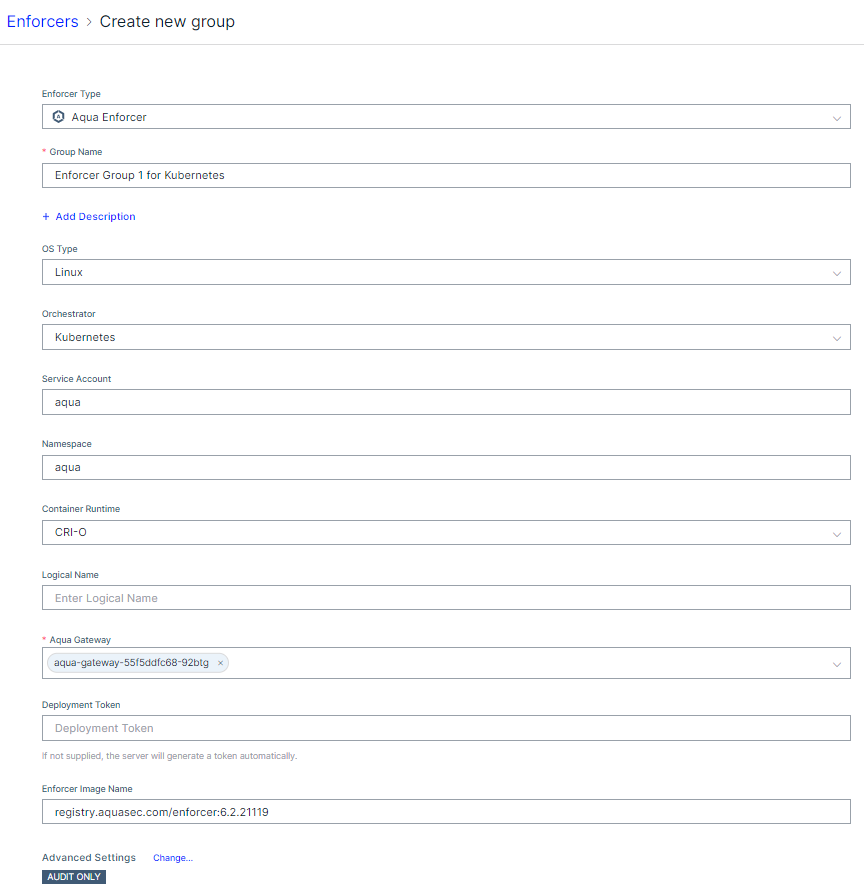 Enforcers > Create new group
Enforcer Type
Aqua Enforcer
* Group Name
Enforcer Group 1 for Kubernetes
+ Add Description
OS Type
Linux
Orchestrator
Kubernetes
Service Account
aqua
Namespace
aqua
Container Runtime
CRI-O
Logical Name
Enter Logical Name
* Aqua Gateway
aqua-gateway-55f5ddfc68-92btg ×
Deployment Token
Deployment Token
If not supplied, the server will generate a token automatically.
Enforcer Image Name
registry.aquasec.com/enforcer:6.2.21119
Advanced Settings Change...
AUDIT ONLY